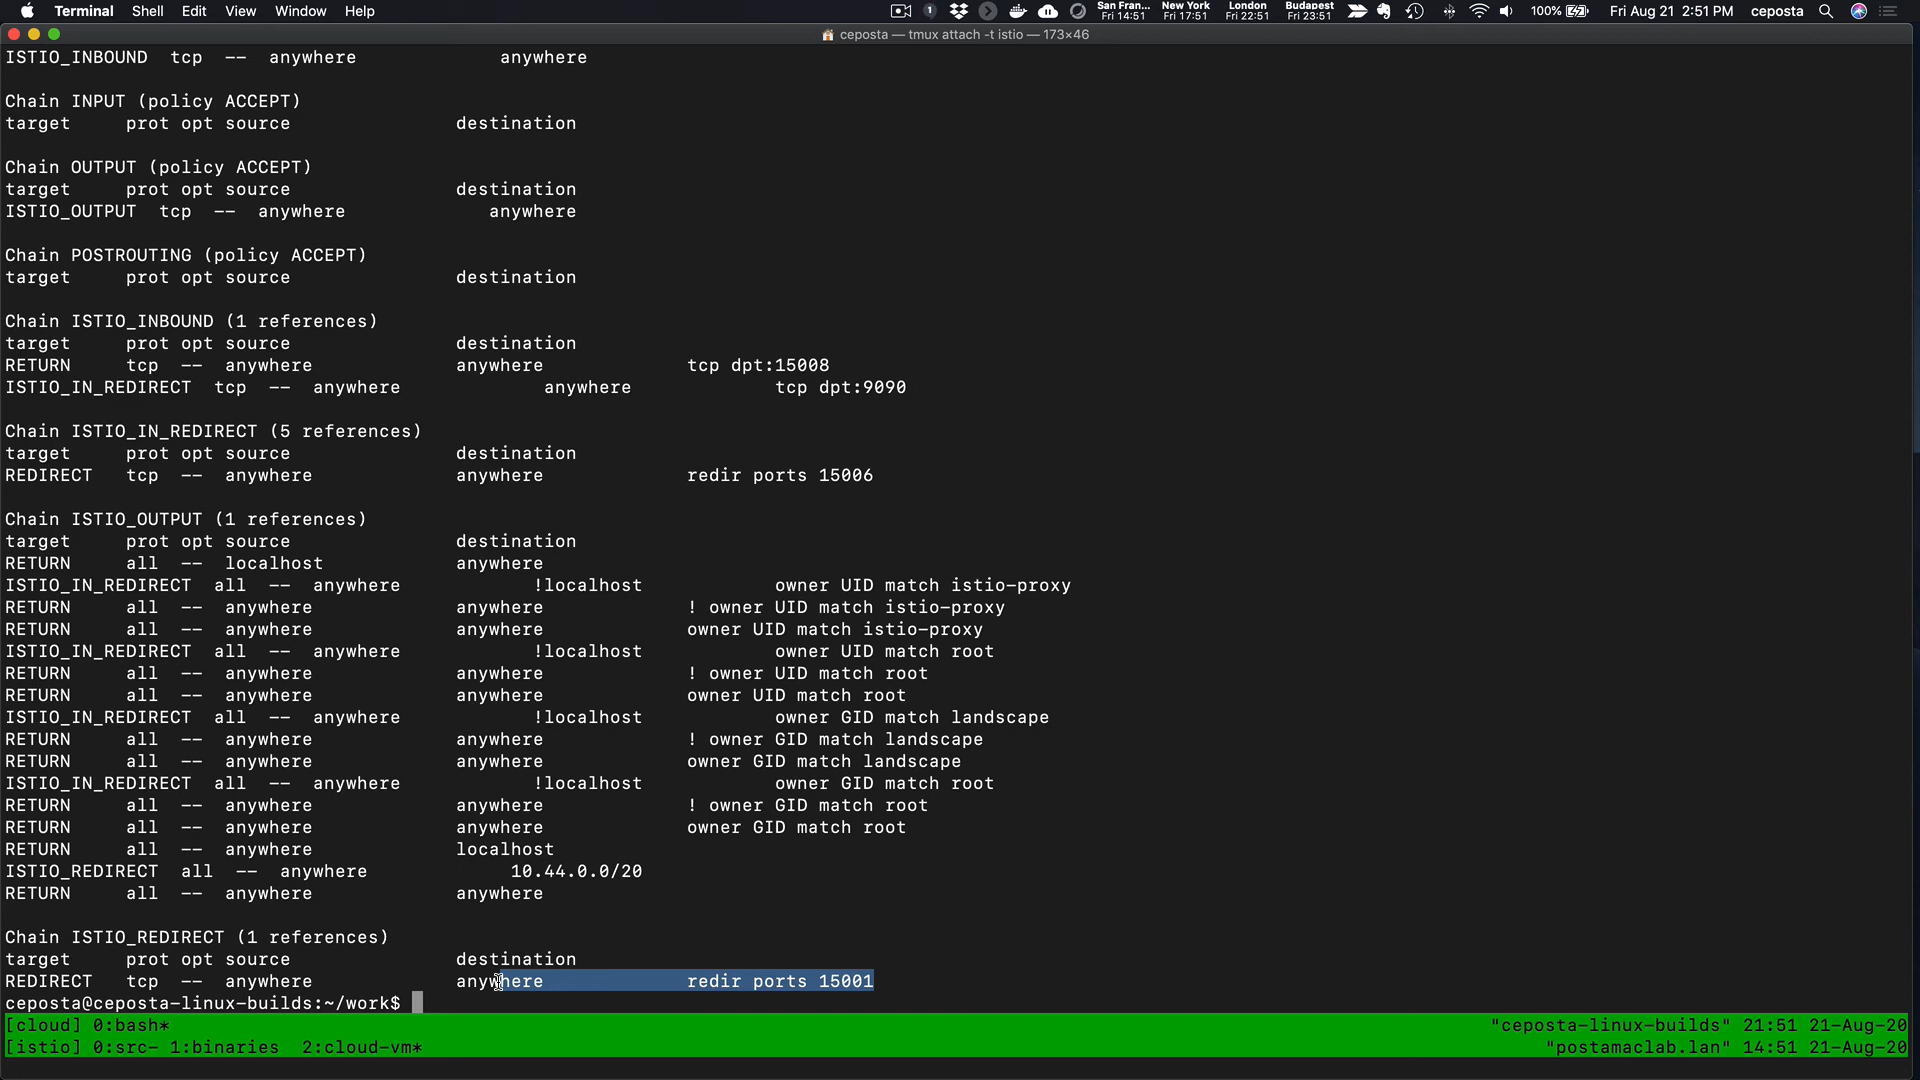 Terminal Shell Edit View Window Help 1 San Fran... Fri 14:51 New York Fri 17:51 London Fri 22:51 Budapest Fri 23:51 100% Fri Aug 21 2:51 PM ceposta
ceposta — tmux attach -t istio — 173×46
ISTIO_INBOUND tcp -- anywhere anywhere
Chain INPUT (policy ACCEPT)
target prot opt source destination
Chain OUTPUT (policy ACCEPT)
target prot opt source destination
ISTIO_OUTPUT tcp -- anywhere anywhere
Chain POSTROUTING (policy ACCEPT)
target prot opt source destination
Chain ISTIO_INBOUND (1 references)
target prot opt source destination
RETURN tcp -- anywhere anywhere tcp dpt:15008
ISTIO_IN_REDIRECT tcp -- anywhere anywhere tcp dpt:9090
Chain ISTIO_IN_REDIRECT (5 references)
target prot opt source destination
REDIRECT tcp -- anywhere anywhere redir ports 15006
Chain ISTIO_OUTPUT (1 references)
target prot opt source destination
RETURN all -- localhost anywhere
ISTIO_IN_REDIRECT all -- anywhere !localhost owner UID match istio-proxy
RETURN all -- anywhere anywhere ! owner UID match istio-proxy
RETURN all -- anywhere anywhere owner UID match istio-proxy
ISTIO_IN_REDIRECT all -- anywhere !localhost owner UID match root
RETURN all -- anywhere anywhere ! owner UID match root
RETURN all -- anywhere anywhere owner UID match root
ISTIO_IN_REDIRECT all -- anywhere !localhost owner GID match landscape
RETURN all -- anywhere anywhere ! owner GID match landscape
RETURN all -- anywhere anywhere owner GID match landscape
ISTIO_IN_REDIRECT all -- anywhere !localhost owner GID match root
RETURN all -- anywhere anywhere ! owner GID match root
RETURN all -- anywhere anywhere owner GID match root
RETURN all -- anywhere localhost
ISTIO_REDIRECT all -- anywhere 10.44.0.0/20
RETURN all -- anywhere anywhere
Chain ISTIO_REDIRECT (1 references)
target prot opt source destination
REDIRECT tcp -- anywhere anywhere redir ports 15001
ceposta@ceposta-linux-builds:~/work$
[cloud] 0:bash* "ceposta-linux-builds" 21:51 21-Aug-20
[istio] 0:src- 1:binaries 2:cloud-vm* "postamaclab.lan" 14:51 21-Aug-20